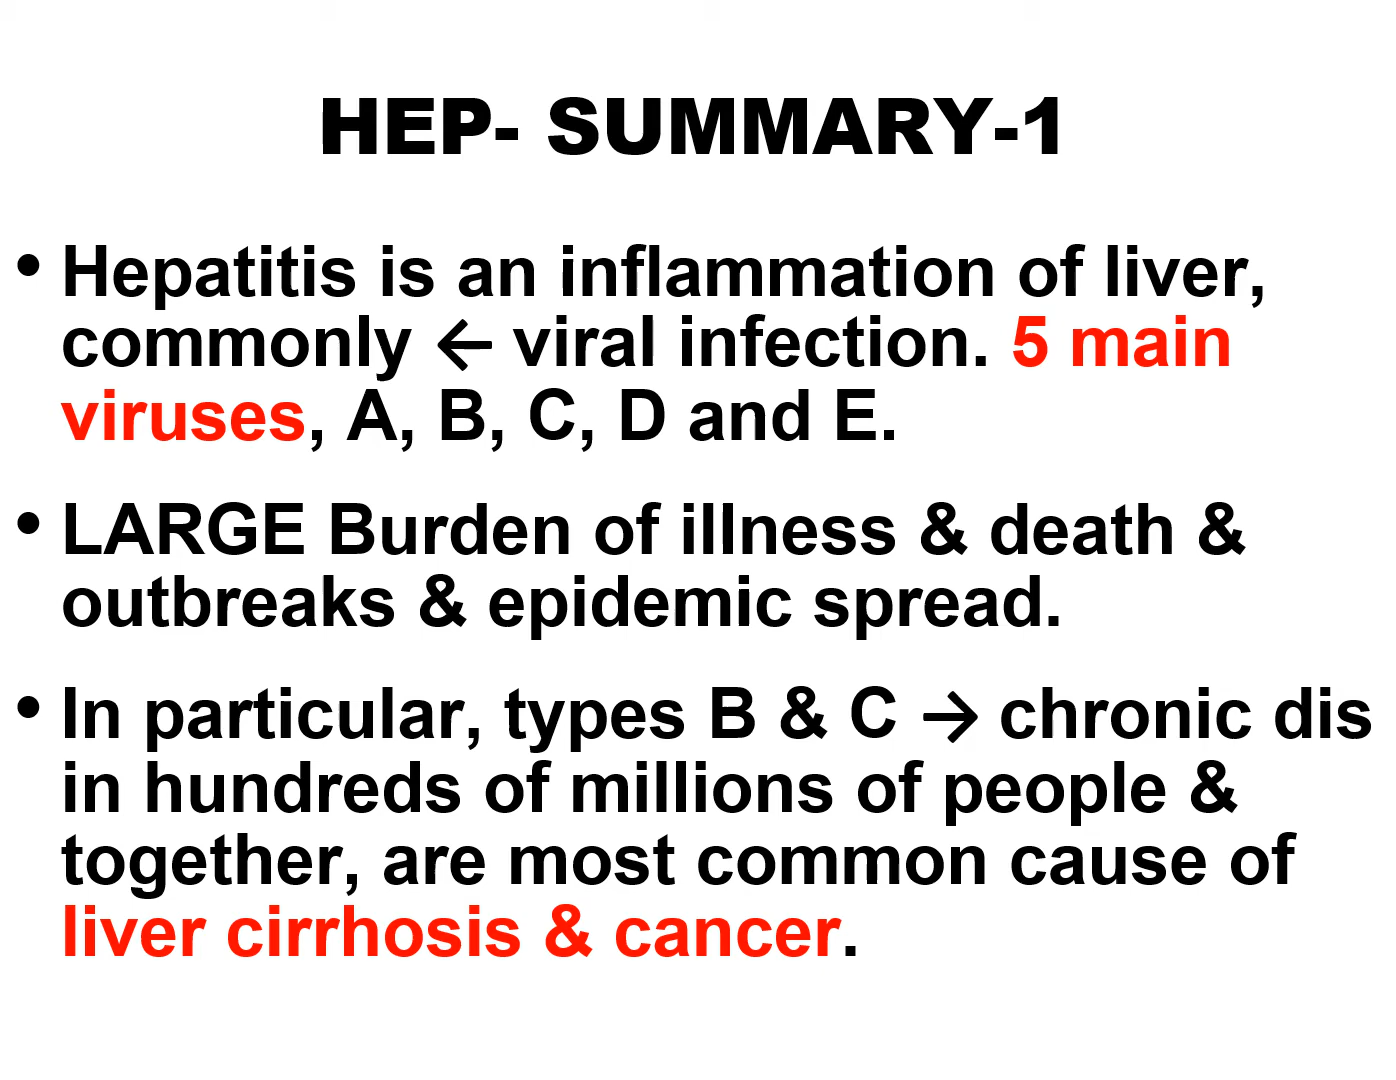 HEP- SUMMARY-1
• Hepatitis is an inflammation of liver,
commonly ← viral infection. 5 main
viruses, A, B, C, D and E.
• LARGE Burden of illness & death &
outbreaks & epidemic spread.
• In particular, types B & C → chronic dis
in hundreds of millions of people &
together, are most common cause of
liver cirrhosis & cancer.